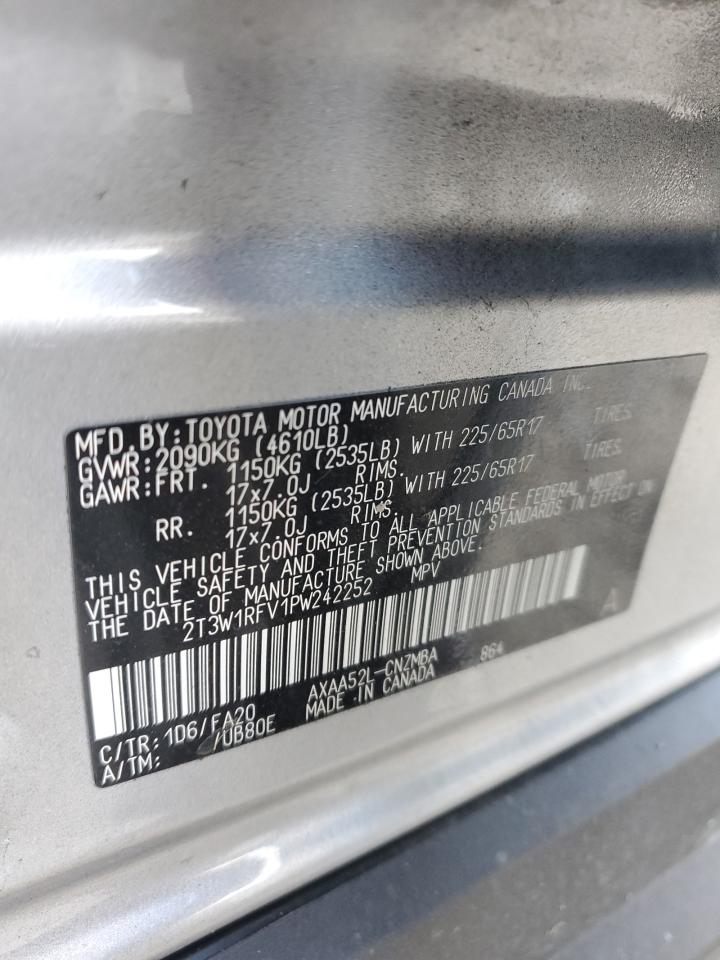 MFD.BY:TOYOTA MOTOR MANUFACTURING CANADA INC.
GVWR:2090KG (4610LB)
GAWR:FRT. 1150KG (2535LB) WITH 225/65R17 TIRES
17x7.0J RIMS.
RR. 1150KG (2535LB) WITH 225/65R17 TIRES
17x7.0J RIMS.
THIS VEHICLE CONFORMS TO ALL APPLICABLE FEDERAL MOTOR
VEHICLE SAFETY AND THEFT PREVENTION STANDARDS IN EFFECT ON
THE DATE OF MANUFACTURE SHOWN ABOVE.
2T3W1RFV1PW242252 MPV
A
C/TR:1D6/FA20 AXAA52L-CNZMBA 864
A/TM: /UB80E MADE IN CANADA